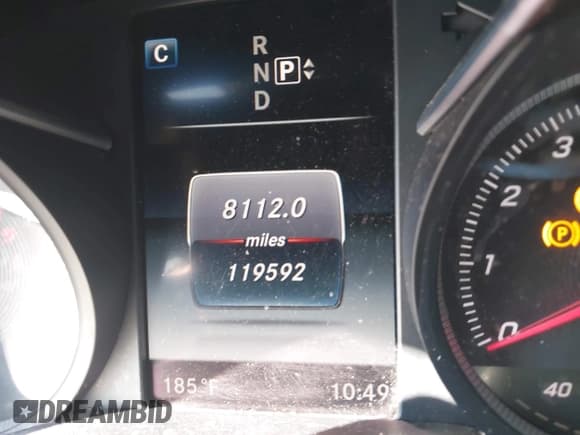 C
R
N P
D
8112.0
miles
119592
185°F
10:49
3
2
1
0
40
(P)
DREAMBID